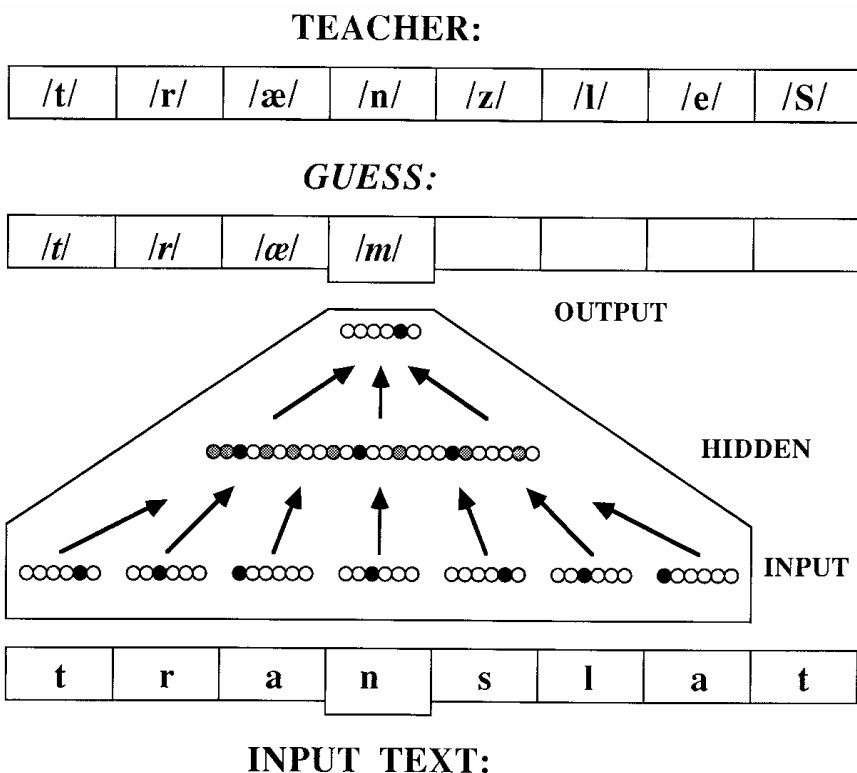 TEACHER:
/t/ /r/ /æ/ /n/ /z/ /l/ /e/ /S/
GUESS:
/t/ /r/ /æ/ /m/
OUTPUT
HIDDEN
INPUT
t r a n s l a t
INPUT TEXT: